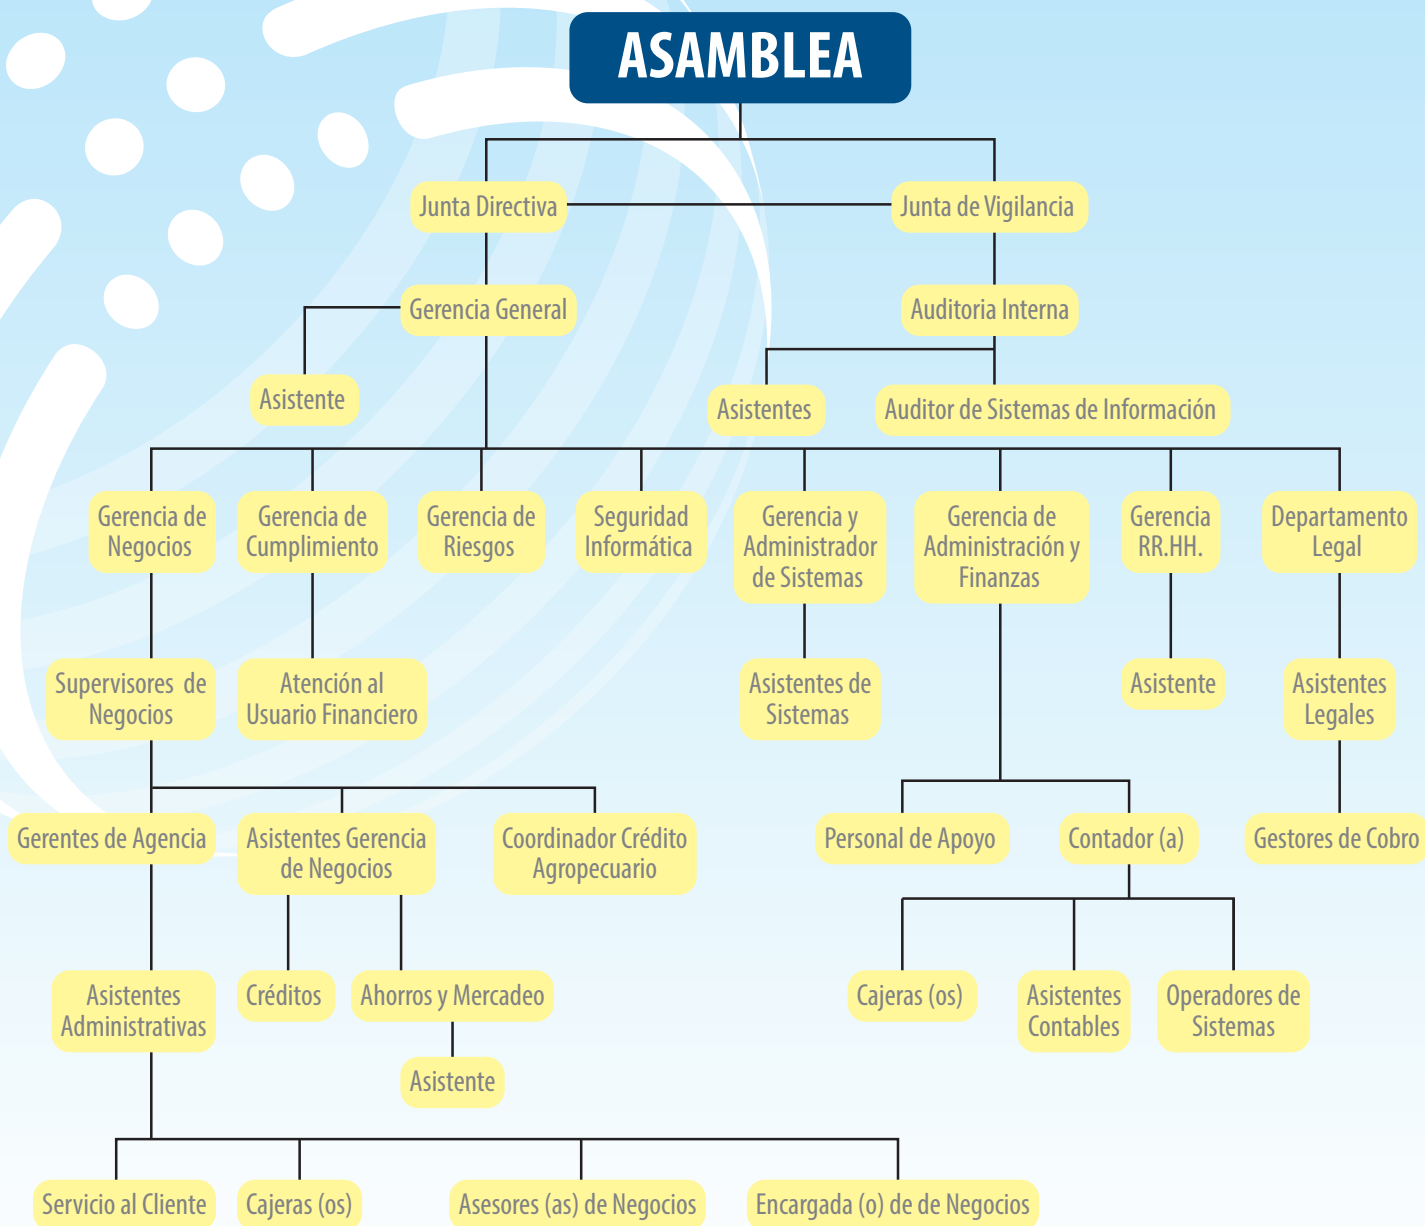 ASAMBLEA
Junta Directiva
Junta de Vigilancia
Gerencia General
Auditoria Interna
Asistente
Asistentes
Auditor de Sistemas de Información
Gerencia de
Negocios
Gerencia de
Cumplimiento
Gerencia de
Riesgos
Seguridad
Informática
Gerencia y
Administrador
de Sistemas
Gerencia de
Administración y
Finanzas
Gerencia
RR.HH.
Departamento
Legal
Supervisores de
Negocios
Atención al
Usuario Financiero
Asistentes de
Sistemas
Asistente
Asistentes
Legales
Gerentes de Agencia
Asistentes Gerencia
de Negocios
Coordinador Crédito
Agropecuario
Personal de Apoyo
Contador (a)
Gestores de Cobro
Asistentes
Administrativas
Créditos
Ahorros y Mercadeo
Cajeras (os)
Asistentes
Contables
Operadores de
Sistemas
Asistente
Servicio al Cliente
Cajeras (os)
Asesores (as) de Negocios
Encargada (o) de de Negocios